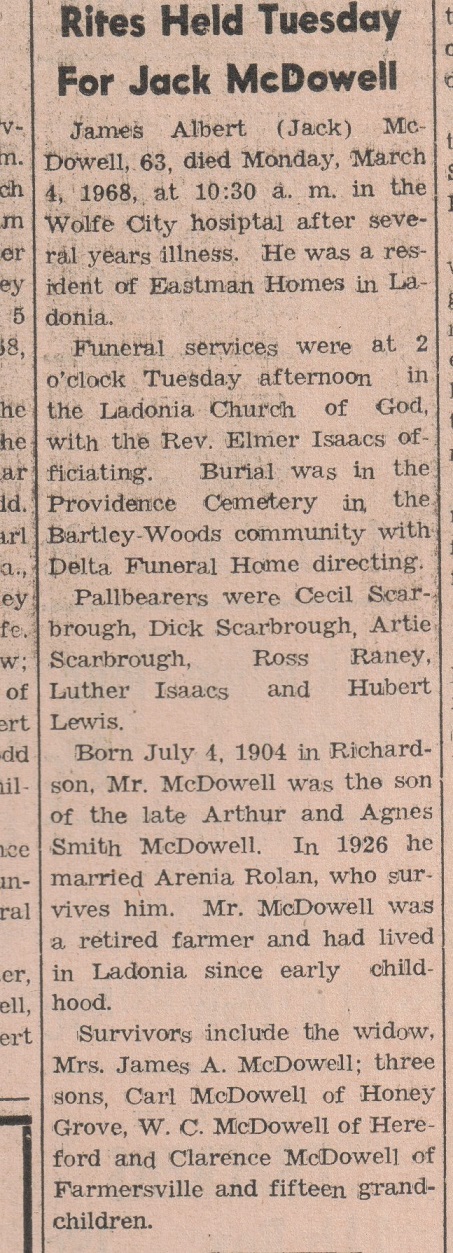 Rites Held Tuesday
For Jack McDowell
James Albert (Jack) Mc-
Dowell, 63, died Monday, March
4, 1968, at 10:30 a. m. in the
Wolfe City hosiptal after seve-
ral years illness. He was a res-
ident of Eastman Homes in La-
donia.
Funeral services were at 2
o'clock Tuesday afternoon in
the Ladonia Church of God,
with the Rev. Elmer Isaacs of-
ficiating. Burial was in the
Providence Cemetery in the
Bartley-Woods community with
Delta Funeral Home directing.
Pallbearers were Cecil Scar-
brough, Dick Scarbrough, Artie
Scarbrough, Ross Raney,
Luther Isaacs and Hubert
Lewis.
Born July 4, 1904 in Richard-
son, Mr. McDowell was the son
of the late Arthur and Agnes
Smith McDowell. In 1926 he
married Arenia Rolan, who sur-
vives him. Mr. McDowell was
a retired farmer and had lived
in Ladonia since early child-
hood.
Survivors include the widow,
Mrs. James A. McDowell; three
sons, Carl McDowell of Honey
Grove, W. C. McDowell of Here-
ford and Clarence McDowell of
Farmersville and fifteen grand-
children.